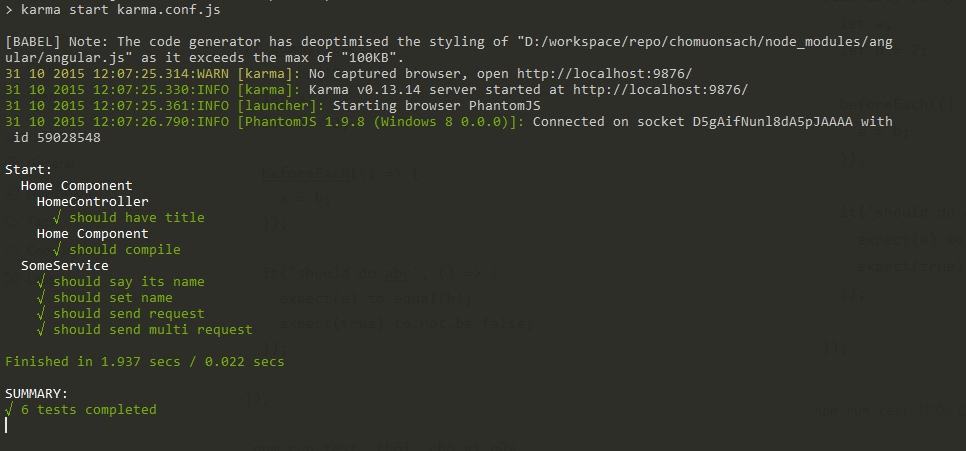 > karma start karma.conf.js
[BABEL] Note: The code generator has deoptimised the styling of "D:/workspace/repo/chomuonsach/node_modules/ang
ular/angular.js" as it exceeds the max of "100KB".
31 10 2015 12:07:25.314:WARN [karma]: No captured browser, open http://localhost:9876/
31 10 2015 12:07:25.330:INFO [karma]: Karma v0.13.14 server started at http://localhost:9876/
31 10 2015 12:07:25.361:INFO [launcher]: Starting browser PhantomJS
31 10 2015 12:07:26.790:INFO [PhantomJS 1.9.8 (Windows 8 0.0.0)]: Connected on socket D5gAifNunl8dA5pJAAAA with
id 59028548
Start:
Home Component
HomeController
√ should have title
Home Component
√ should compile
SomeService
√ should say its name
√ should set name
√ should send request
√ should send multi request
Finished in 1.937 secs / 0.022 secs
SUMMARY:
√ 6 tests completed